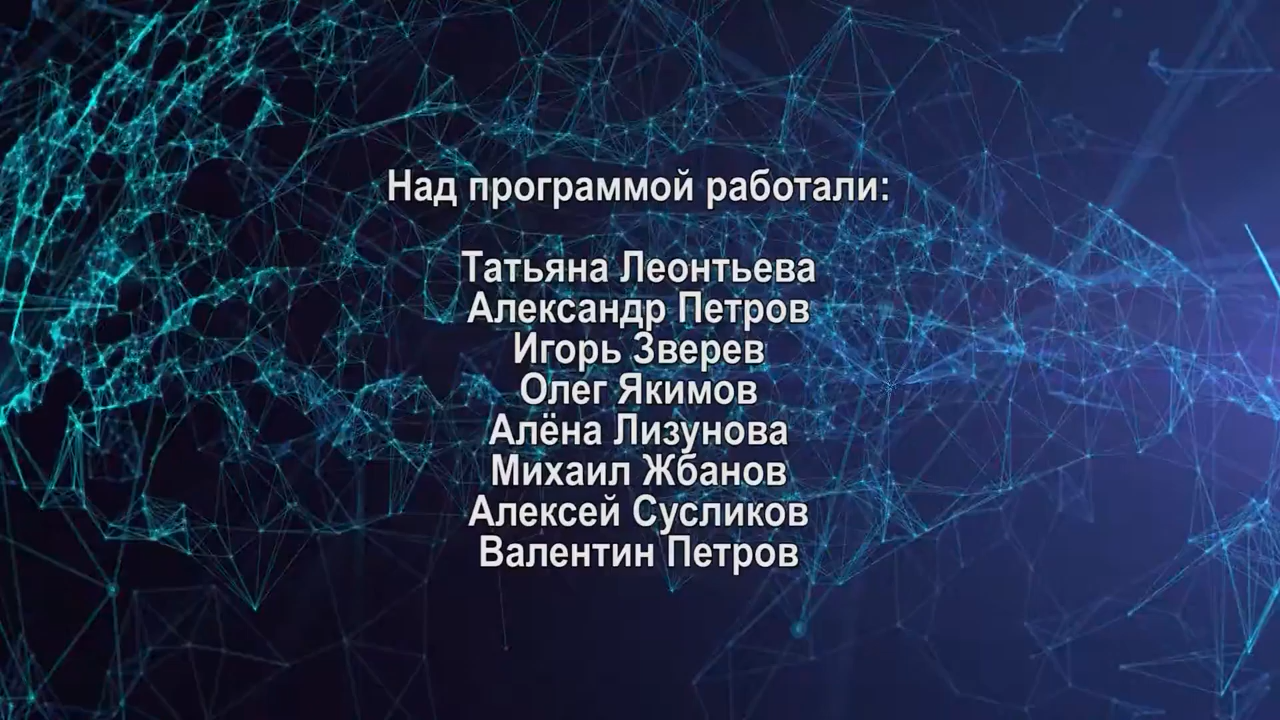 Над программой работали:
Татьяна Леонтьева
Александр Петров
Игорь Зверев
Олег Якимов
Алёна Лизунова
Михаил Жбанов
Алексей Сусликов
Валентин Петров